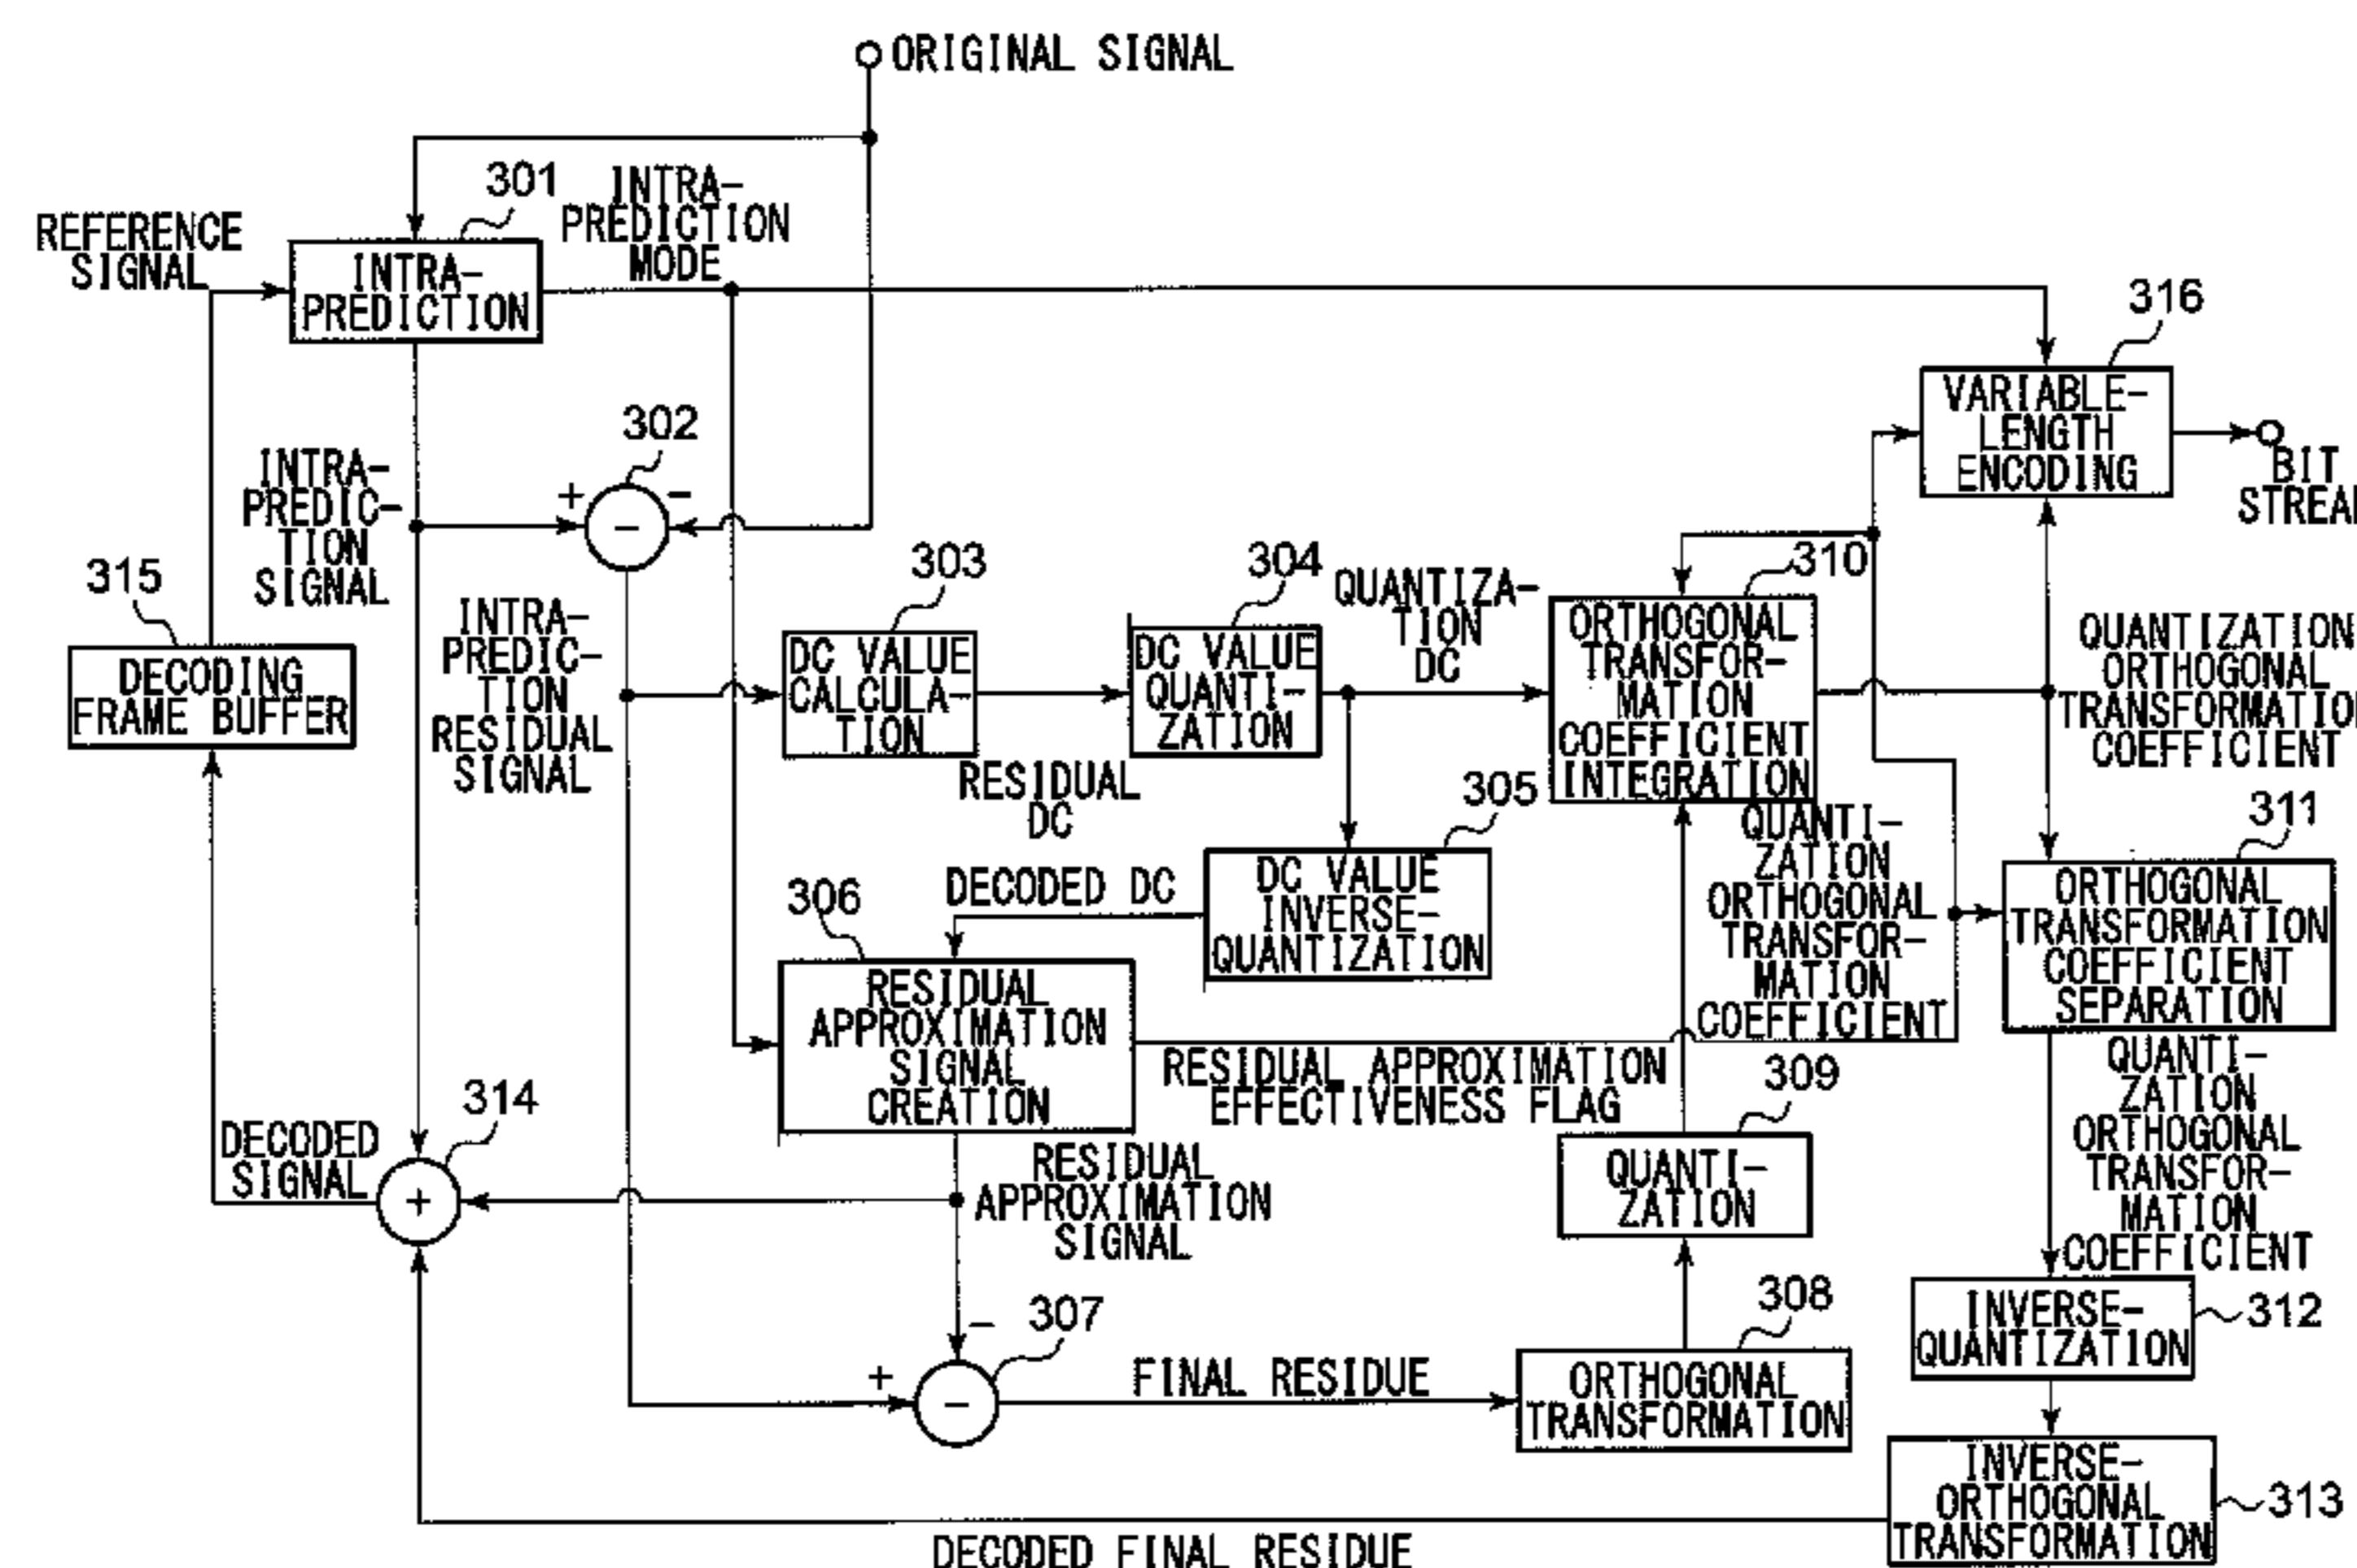 ORIGINAL SIGNAL
301
INTRA-
PREDICTION
MODE
REFERENCE
SIGNAL
INTRA-
PREDICTION
316
VARIABLE-
LENGTH
ENCODING
BIT
302
+
-
-
INTRA-
PREDIC-
TION
SIGNAL
315
DECODING
FRAME BUFFER
INTRA-
PREDIC-
TION
RESIDUAL
SIGNAL
303
DC VALUE
CALCULA-
TION
RESIDUAL
DC
304
DC VALUE
QUANTI-
ZATION
QUANTIZA-
TION
DC
310
ORTHOGONAL
TRANSFOR-
MATION
COEFFICIENT
INTEGRATION
QUANTIZATION
ORTHOGONAL
COEFFICIENT
305
DC VALUE
INVERSE-
QUANTIZATION
DECODED DC
306
RESIDUAL
APPROXIMATION
SIGNAL
CREATION
QUANTI-
ZATION
ORTHOGONAL
TRANSFOR-
MATION
COEFFICIENT
311
ORTHOGONAL
TRANSFORMATION
COEFFICIENT
SEPARATION
RESIDUAL APPROXIMATION
EFFECTIVENESS FLAG
309
QUANTI-
ZATION
QUANTI-
ZATION
ORTHOGONAL
TRANSFOR-
MATION
COEFFICIENT
314
+
DECODED
SIGNAL
RESIDUAL
APPROXIMATION
SIGNAL
-
307
+
-
FINAL RESIDUE
308
ORTHOGONAL
TRANSFORMATION
INVERSE-
QUANTIZATION
312
INVERSE-
ORTHOGONAL
TRANSFORMATION
313
DECODED FINAL RESIDUE